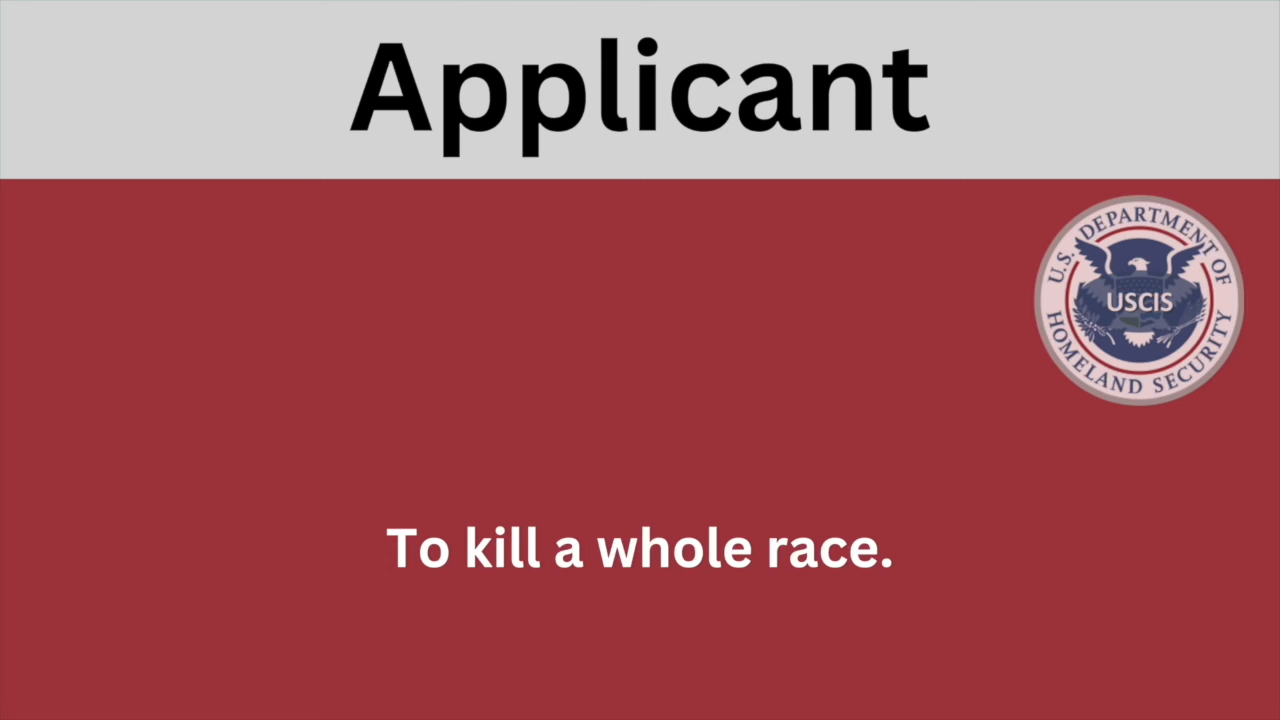 Applicant
U.S. DEPARTMENT OF
HOMELAND SECURITY
USCIS
To kill a whole race.